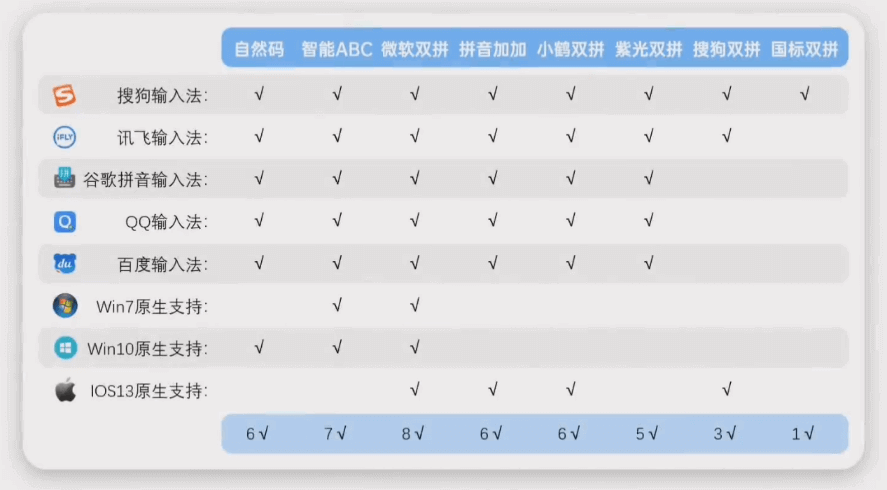 自然码 智能ABC 微软双拼 拼音加加 小鹤双拼 紫光双拼 搜狗双拼 国标双拼
搜狗输入法: √ √ √ √ √ √ √ √
iFLY 讯飞输入法: √ √ √ √ √ √ √
谷歌拼音输入法: √ √ √ √ √ √
QQ输入法: √ √ √ √ √ √
du 百度输入法: √ √ √ √ √ √
Win7原生支持: √ √
Win10原生支持: √ √ √
IOS13原生支持: √ √ √ √
6√ 7√ 8√ 6√ 6√ 5√ 3√ 1√